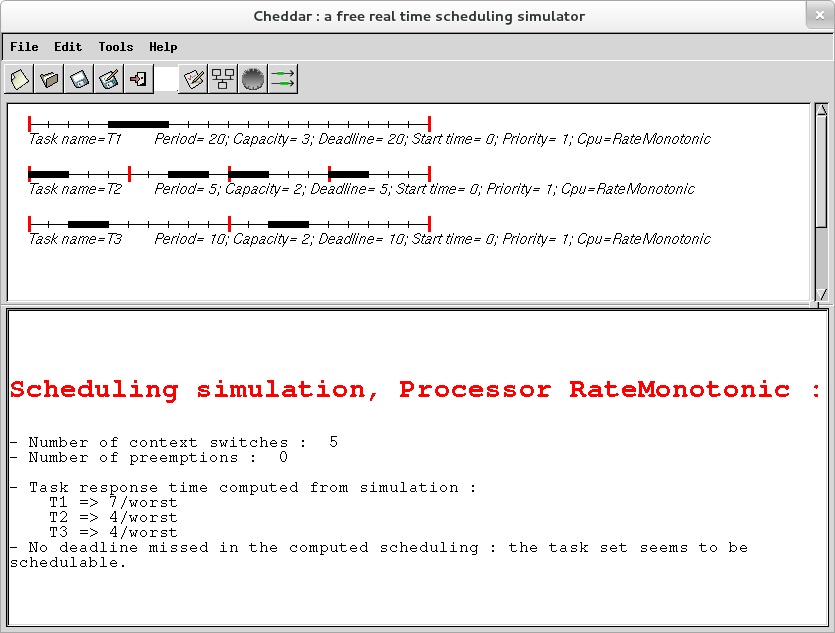 Cheddar : a free real time scheduling simulator
File Edit Tools Help
Task name=T1 Period= 20; Capacity= 3; Deadline= 20; Start time= 0; Priority= 1; Cpu=RateMonotonic
Task name=T2 Period= 5; Capacity= 2; Deadline= 5; Start time= 0; Priority= 1; Cpu=RateMonotonic
Task name=T3 Period= 10; Capacity= 2; Deadline= 10; Start time= 0; Priority= 1; Cpu=RateMonotonic
Scheduling simulation, Processor RateMonotonic :
- Number of context switches : 5
- Number of preemptions : 0
- Task response time computed from simulation :
T1 => 7/worst
T2 => 4/worst
T3 => 4/worst
- No deadline missed in the computed scheduling : the task set seems to be
schedulable.